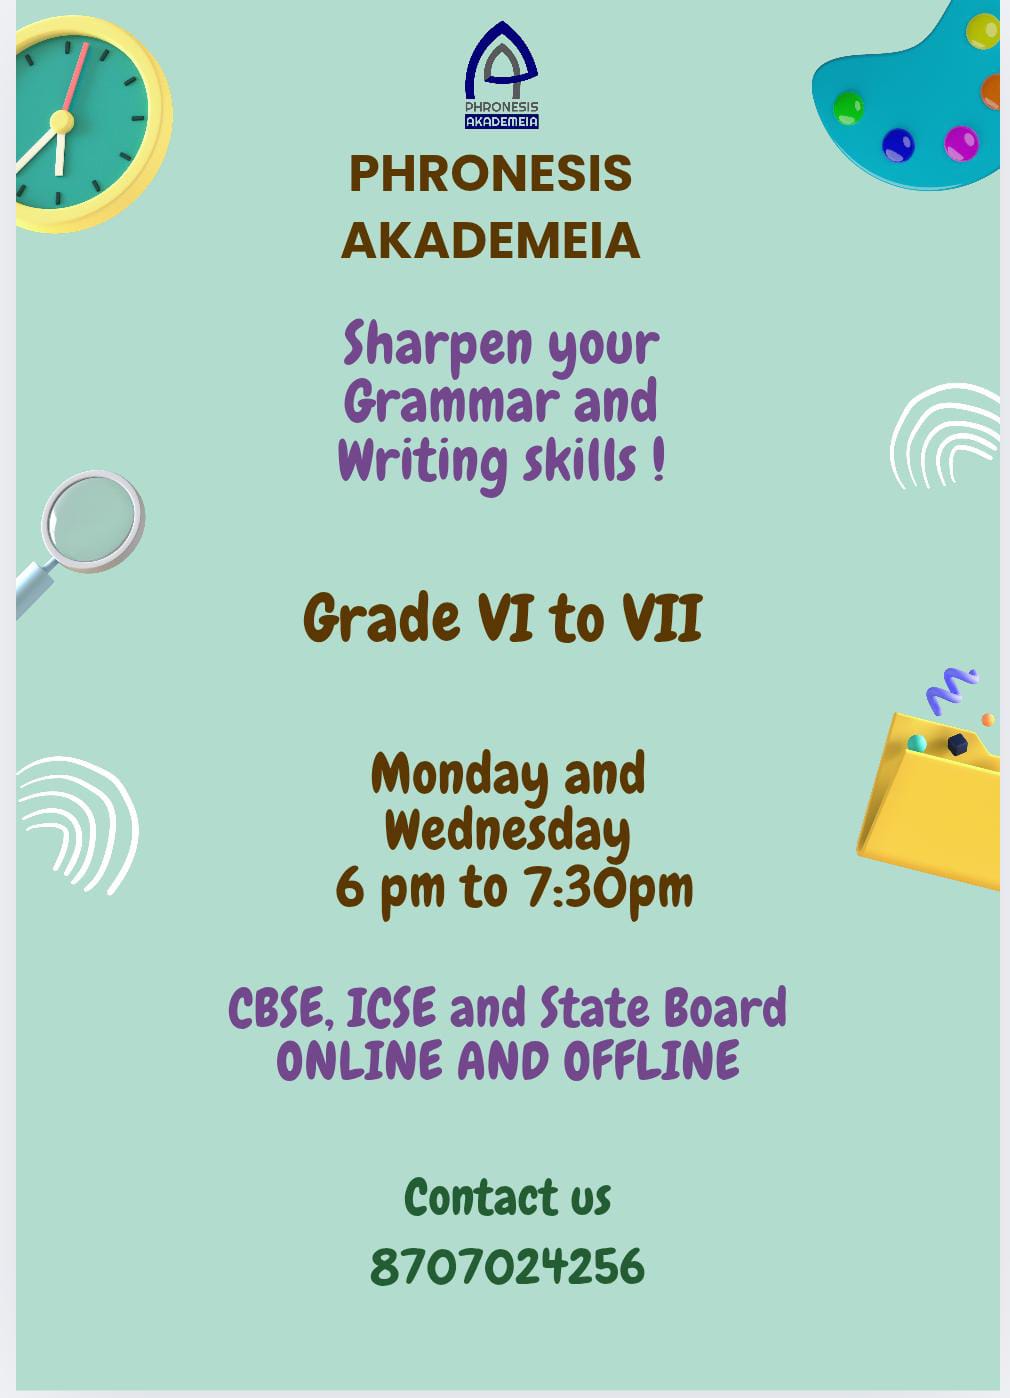 PHRONESIS
AKADEMEIA
PHRONESIS
AKADEMEIA
Sharpen your
Grammar and
Writing skills !
Grade VI to VII
Monday and
Wednesday
6 pm to 7:30pm
CBSE, ICSE and State Board
ONLINE AND OFFLINE
Contact us
8707024256